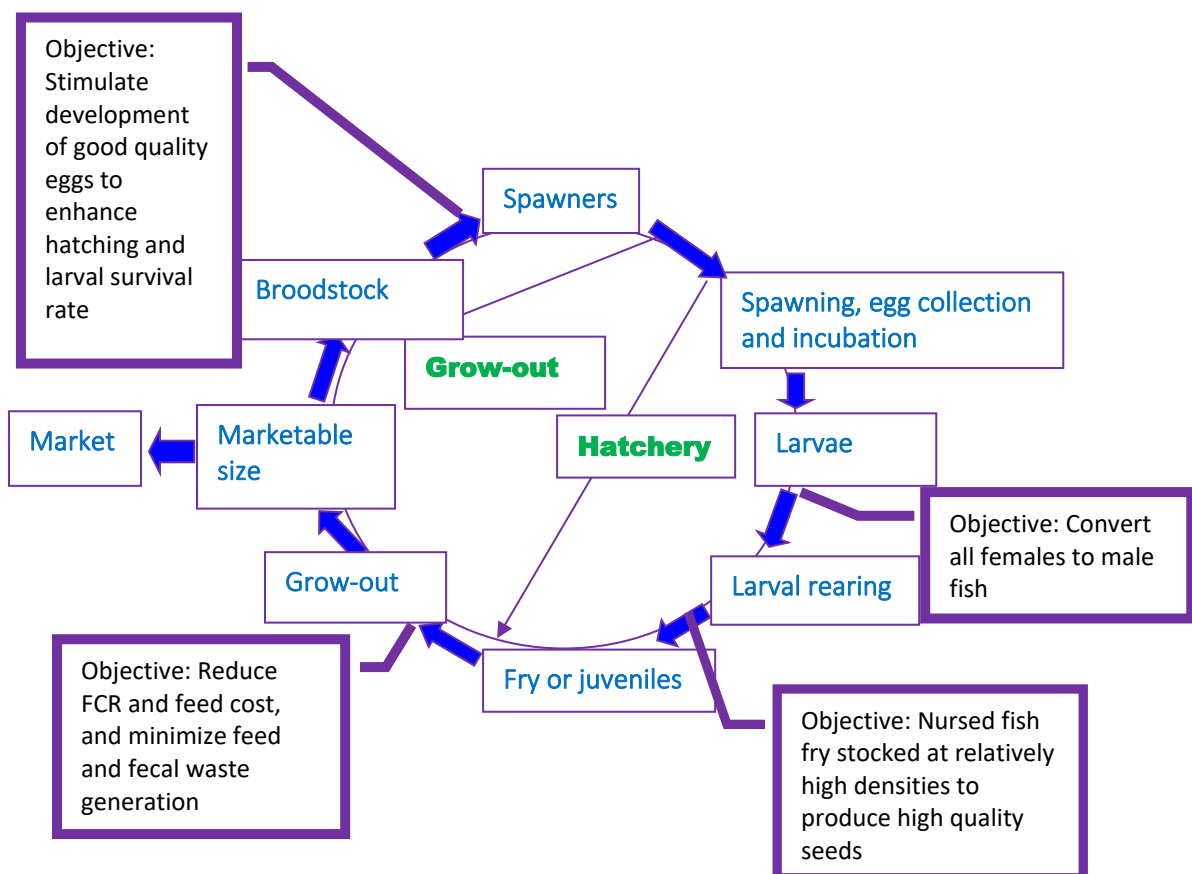 Objective:
Stimulate
development
of good quality
eggs to
enhance
hatching and
larval survival
rate
Spawners
Broodstock
Spawning, egg collection
and incubation
Grow-out
Market
Marketable
size
Hatchery
Larvae
Objective: Convert
all females to male
fish
Grow-out
Larval rearing
Objective: Reduce
FCR and feed cost,
and minimize feed
and fecal waste
generation
Fry or juveniles
Objective: Nursed fish
fry stocked at relatively
high densities to
produce high quality
seeds